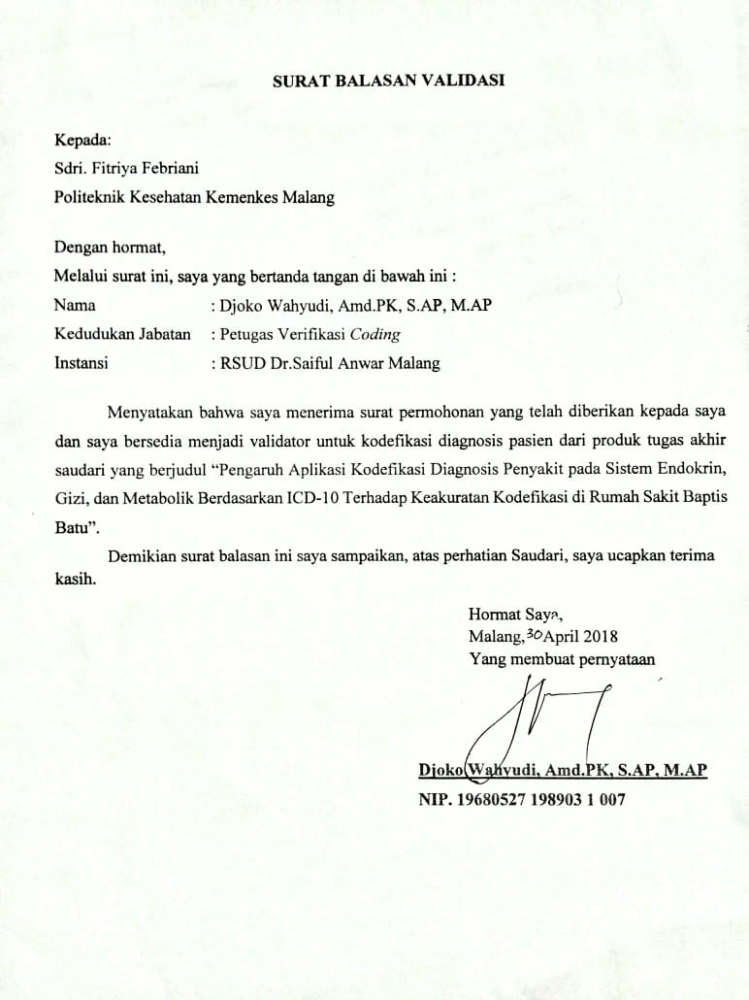 SURAT BALASAN VALIDASI
Kepada:
Sdri. Fitriya Febriani
Politeknik Kesehatan Kemenkes Malang
Dengan hormat,
Melalui surat ini, saya yang bertanda tangan di bawah ini :
Nama : Djoko Wahyudi, Amd.PK, S.AP, M.AP
Kedudukan Jabatan : Petugas Verifikasi Coding
Instansi : RSUD Dr.Saiful Anwar Malang
Menyatakan bahwa saya menerima surat permohonan yang telah diberikan kepada saya
dan saya bersedia menjadi validator untuk kodefikasi diagnosis pasien dari produk tugas akhir
saudari yang berjudul “Pengaruh Aplikasi Kodefikasi Diagnosis Penyakit pada Sistem Endokrin,
Gizi, dan Metabolik Berdasarkan ICD-10 Terhadap Keakuratan Kodefikasi di Rumah Sakit Baptis
Batu”.
Demikian surat balasan ini saya sampaikan, atas perhatian Saudari, saya ucapkan terima
kasih.
Hormat Saya,
Malang,30 April 2018
Yang membuat pernyataan
Djoko Wahyudi, Amd.PK, S.AP, M.AP
NIP. 19680527 198903 1 007